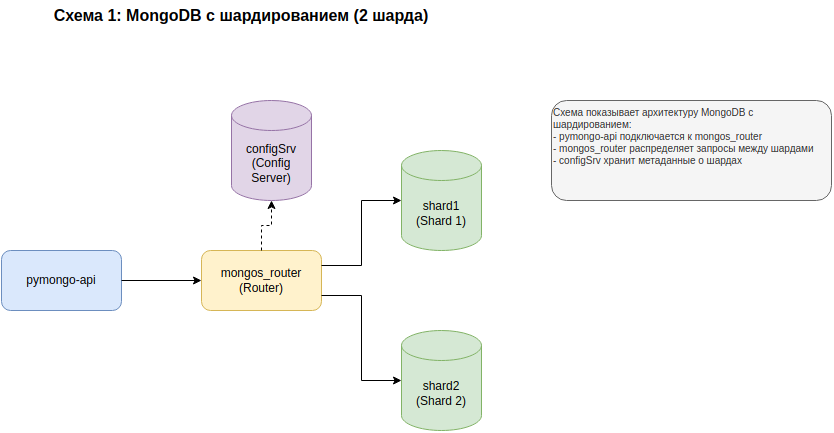 Схема 1: MongoDB с шардированием (2 шарда)
configSrv
(Config
Server)
Схема показывает архитектуру MongoDB с
шардированием:
- pymongo-api подключается к mongos_router
- mongos_router распределяет запросы между шардами
- configSrv хранит метаданные о шардах
shard1
(Shard 1)
pymongo-api
mongos_router
(Router)
shard2
(Shard 2)